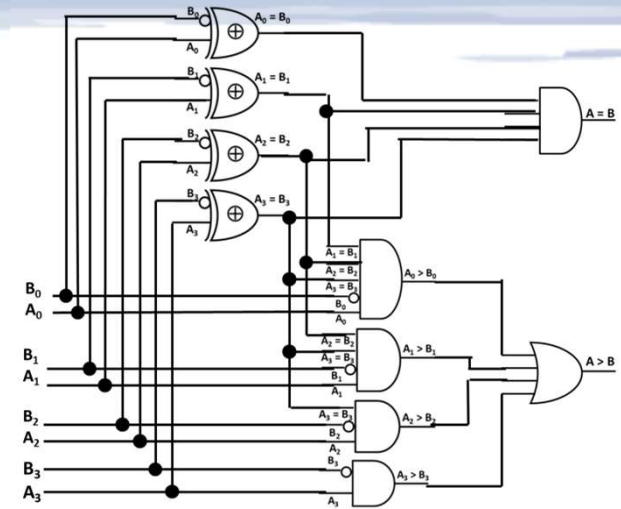 B₀
A₀ = B₀
A₀
B₁
A₁ = B₁
A₁
A = B
B₂
A₂ = B₂
A₂
B₃
A₃ = B₃
A₃
A₁ = B₁
A₂ = B₂
A₀ > B₀
A₃ = B₃
B₀
B₀
A₀
A₀
A₂ = B₂
A₃ = B₃
A₁ > B₁
B₁
B₁
A > B
A₁
A₁
A₃ = B₃
A₂ > B₂
B₂
B₂
A₂
A₂
B₃
B₃
A₃ > B₃
A₃
A₃